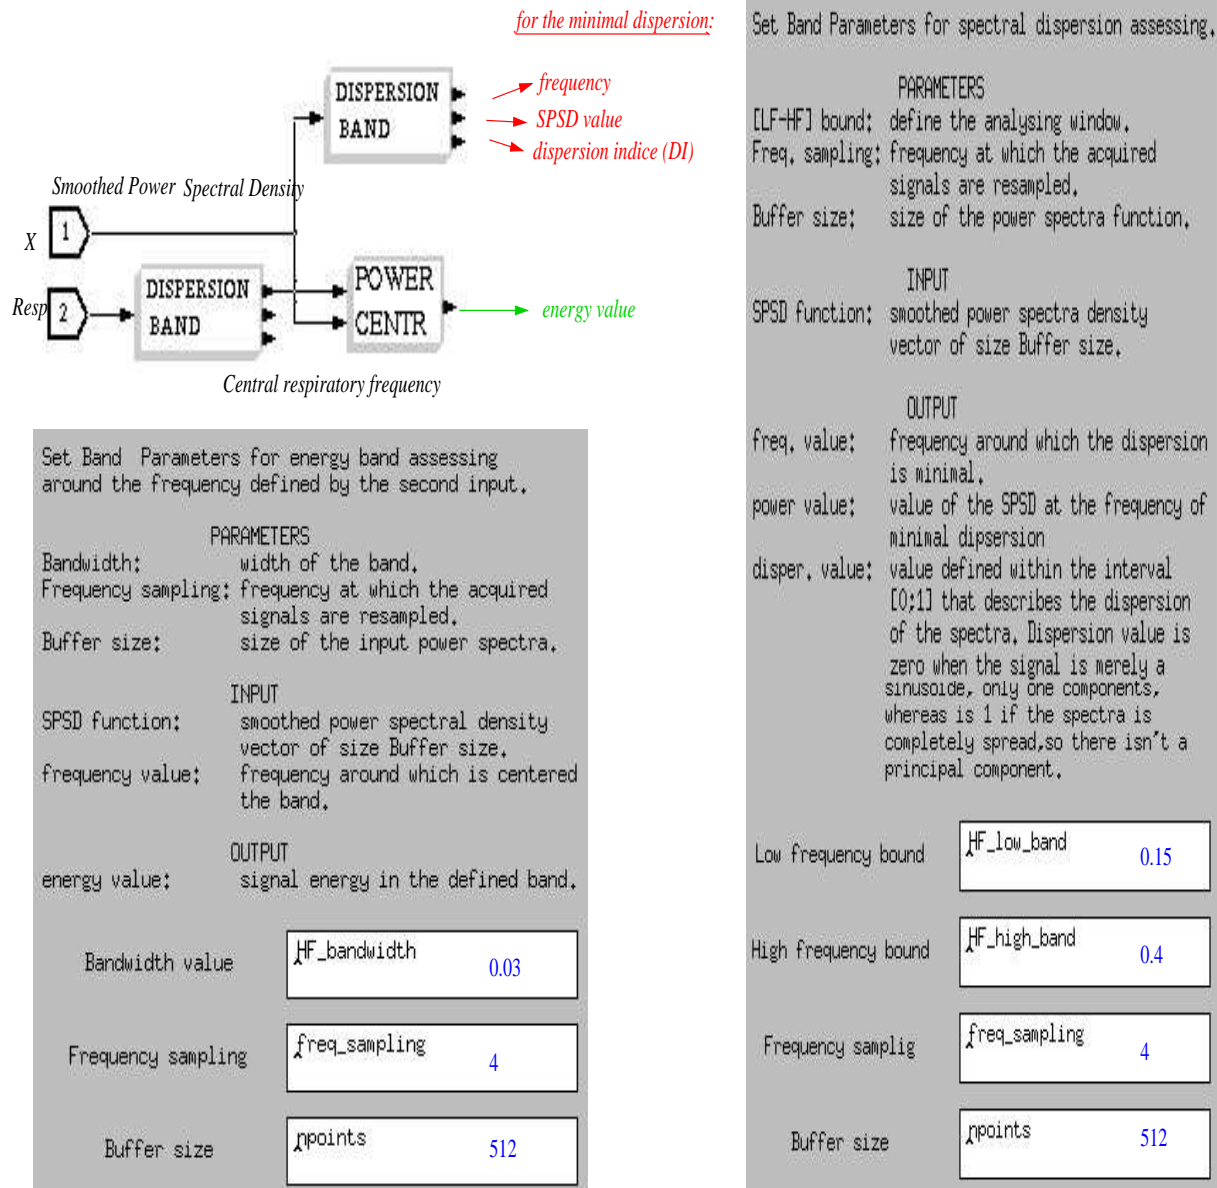 for the minimal dispersion:
DISPERSION
BAND
frequency
SPSD value
dispersion indice (DI)
Smoothed Power Spectral Density
X
1
Resp
2
DISPERSION
BAND
POWER
CENTR
energy value
Central respiratory frequency
Set Band  Parameters for energy band assessing
around the frequency defined by the second input.
PARAMETERS
Bandwidth: width of the band.
Frequency sampling: frequency at which the acquired
signals are resampled.
Buffer size: size of the input power spectra.
INPUT
SPSD function: smoothed power spectral density
vector of size Buffer size.
frequency value: frequency around which is centered
the band.
OUTPUT
energy value: signal energy in the defined band.
Bandwidth value HF_bandwidth 0.03
Frequency sampling freq_sampling 4
Buffer size npoints 512
Set Band Parameters for spectral dispersion assessing.
PARAMETERS
[LF-HF] bound: define the analysing window.
Freq. sampling: frequency at which the acquired
signals are resampled.
Buffer size: size of the power spectra function.
INPUT
SPSD function: smoothed power spectra density
vector of size Buffer size.
OUTPUT
freq. value: frequency around which the dispersion
is minimal.
power value: value of the SPSD at the frequency of
minimal dipsersion
disper. value: value defined within the interval
[0;1] that describes the dispersion
of the spectra. Dispersion value is
zero when the signal is merely a
sinusoide, only one components,
whereas is 1 if the spectra is
completely spread,so there isn't a
principal component.
Low frequency bound HF_low_band 0.15
High frequency bound HF_high_band 0.4
Frequency samplig freq_sampling 4
Buffer size npoints 512